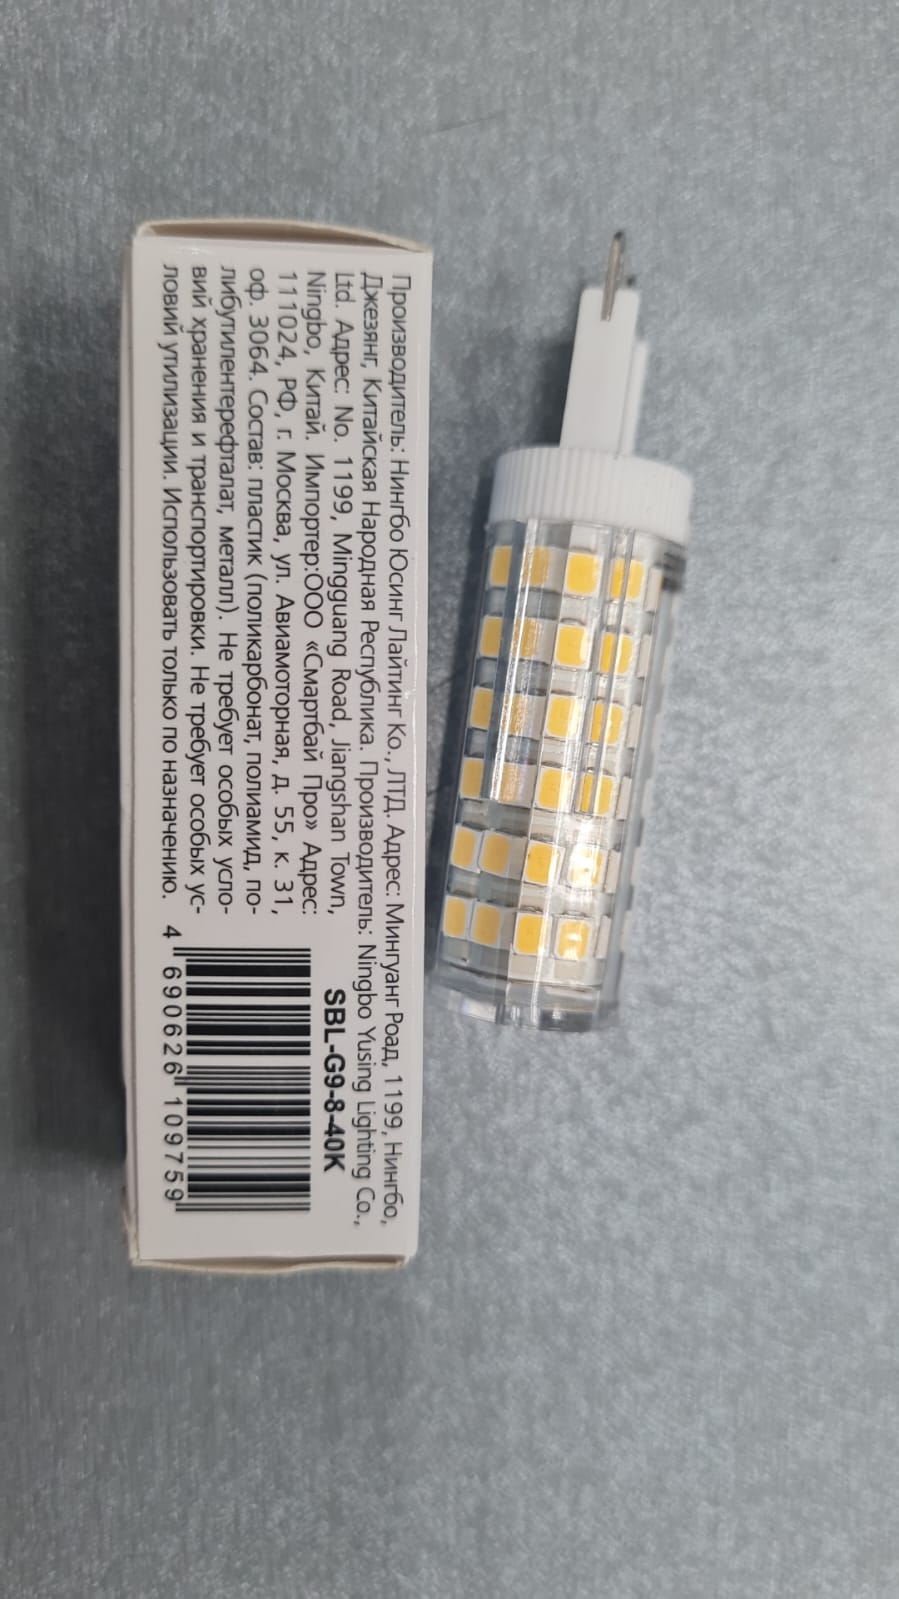 Производитель: Нингбо Юсинг Лайтинг Ко., ЛТД. Адрес: Мингуанг Роад, 1199, Нингбо,
Джезянг, Китайская Народная Республика. Производитель: Ningbo Yusing Lighting Co.,
Ltd. Адрес: No. 1199, Mingguang Road, Jiangshan Town,
Ningbo, Китай. Импортер:ООО «Смартбай Про» Адрес:
111024, РФ, г. Москва, ул. Авиамоторная, д. 55, к. 31,
оф. 3064. Состав: пластик (поликарбонат, полиамид, по-
либутилентерефталат, металл). Не требует особых усло-
вий хранения и транспортировки. Не требует особых ус-
ловий утилизации. Использовать только по назначению.
SBL-G9-8-40K
4 690626 109759